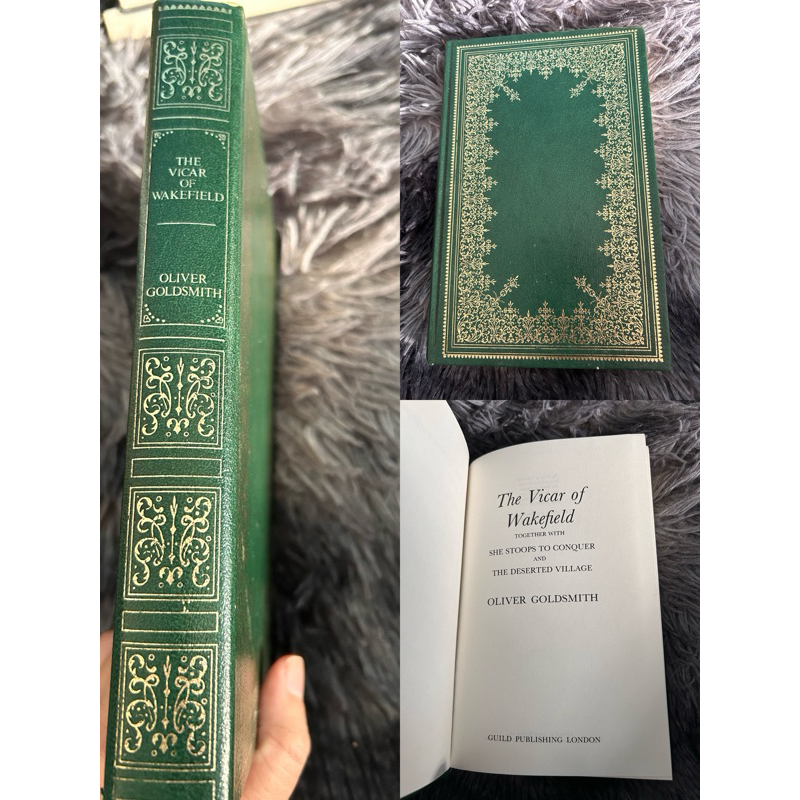 THE
VICAR
OF
WAKEFIELD
OLIVER
GOLDSMITH
The Vicar of
Wakefield
TOGETHER WITH
SHE STOOPS TO CONQUER
AND
THE DESERTED VILLAGE
OLIVER GOLDSMITH
GUILD PUBLISHING LONDON